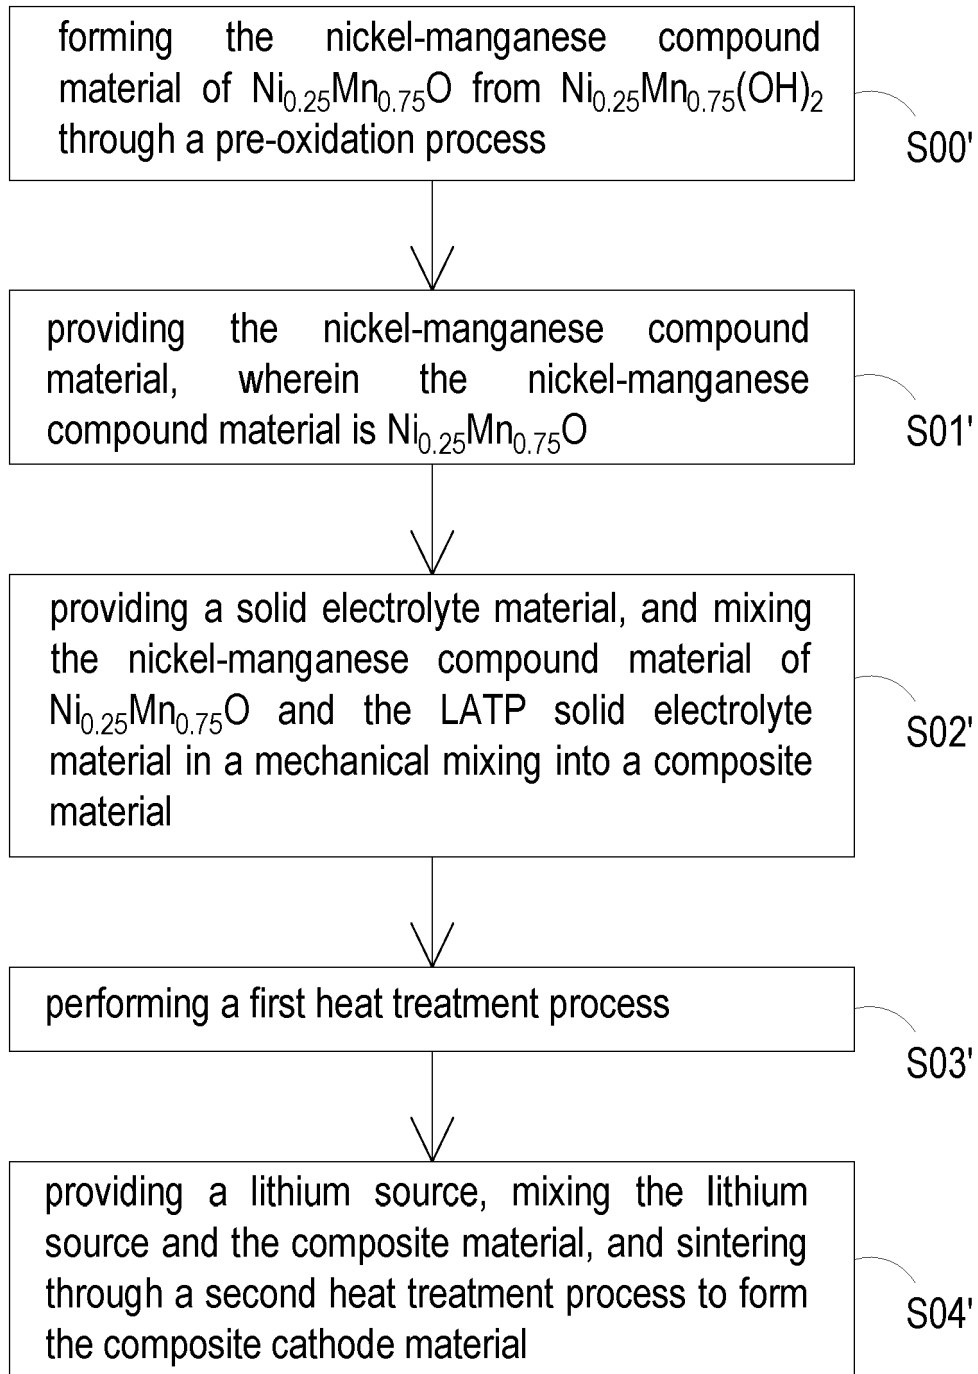 forming the nickel-manganese compound
material of Ni₀.₂₅Mn₀.₇₅O from Ni₀.₂₅Mn₀.₇₅(OH)₂
through a pre-oxidation process
S00'
providing the nickel-manganese compound
material, wherein the nickel-manganese
compound material is Ni₀.₂₅Mn₀.₇₅O
S01'
providing a solid electrolyte material, and mixing
the nickel-manganese compound material of
Ni₀.₂₅Mn₀.₇₅O and the LATP solid electrolyte
material in a mechanical mixing into a composite
material
S02'
performing a first heat treatment process
S03'
providing a lithium source, mixing the lithium
source and the composite material, and sintering
through a second heat treatment process to form
the composite cathode material
S04'